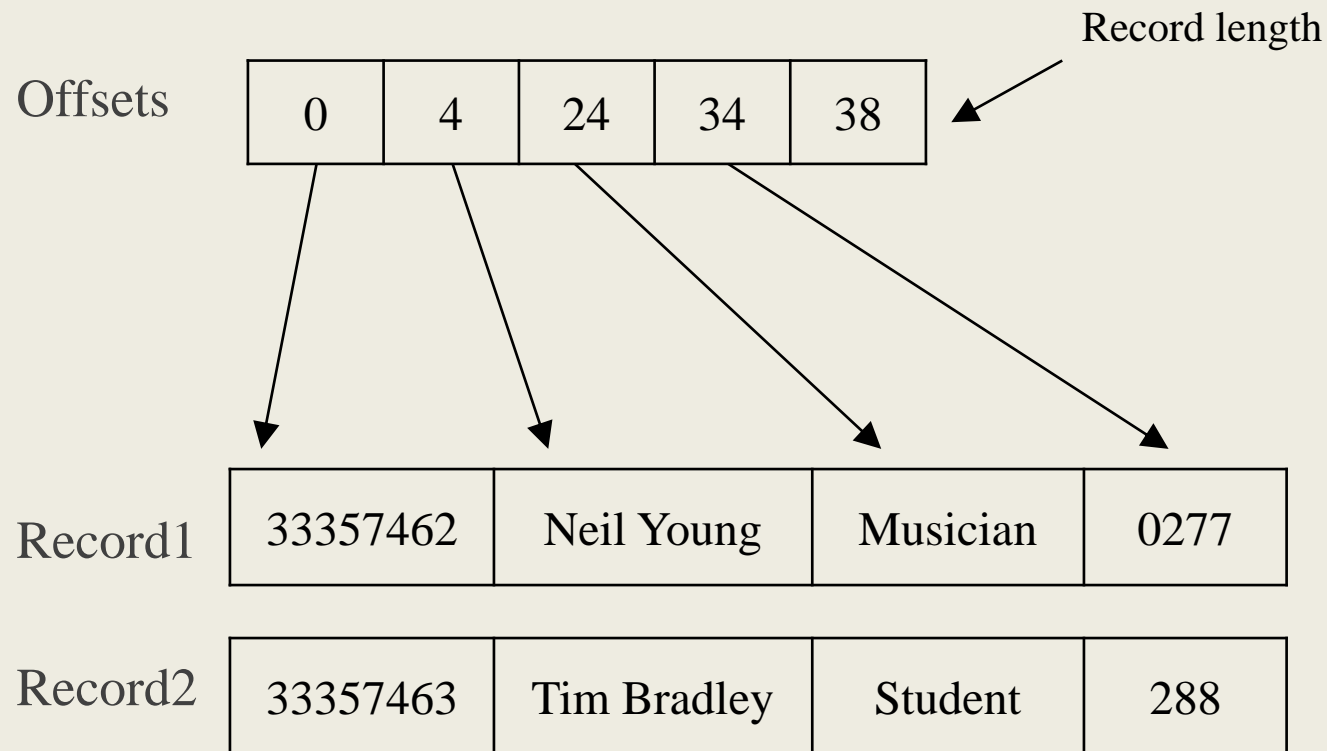 Record length
Offsets 0 4 24 34 38
Record1 33357462 Neil Young Musician 0277
Record2 33357463 Tim Bradley Student 288